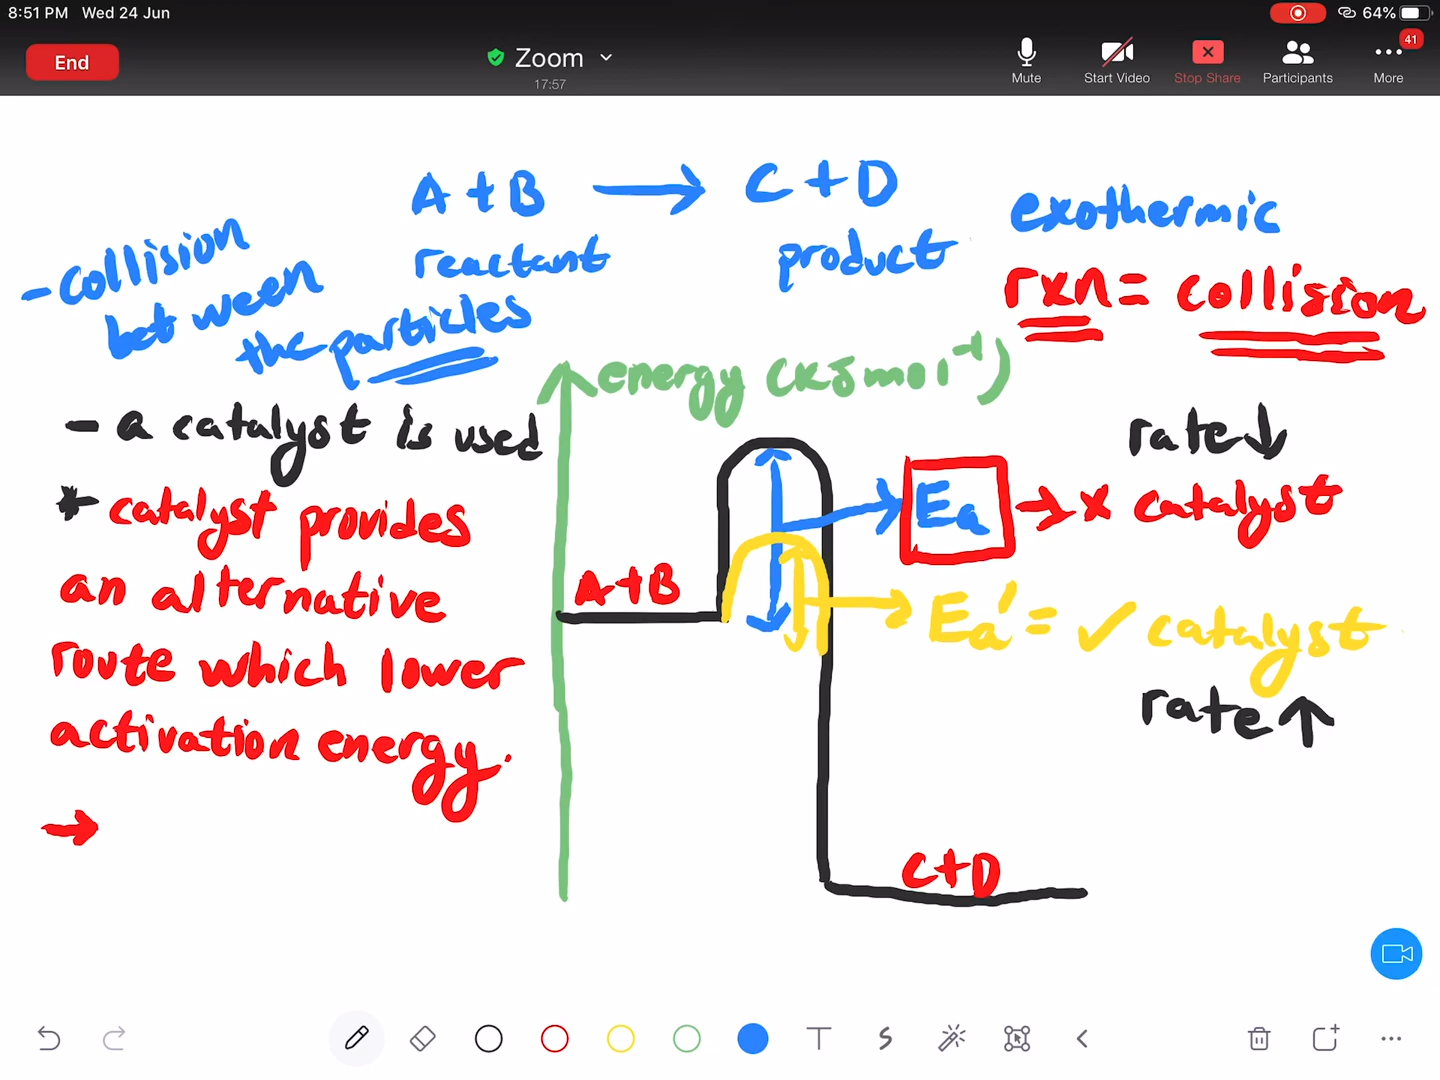 8:51 PM Wed 24 Jun
64%
End
Zoom
17:57
Mute
Start Video
Stop Share
Participants
41
More
A + B → C + D
reactant
product
exothermic
rxn = collision
- collision
bet ween
the particles
energy (KJmol⁻¹)
- a catalyst is used
* catalyst provides
an alternative
route which lower
activation energy.
→
rate ↓
Ea → x catalyst
A+B
Ea' = ✓ catalyst
rate ↑
C+D
T